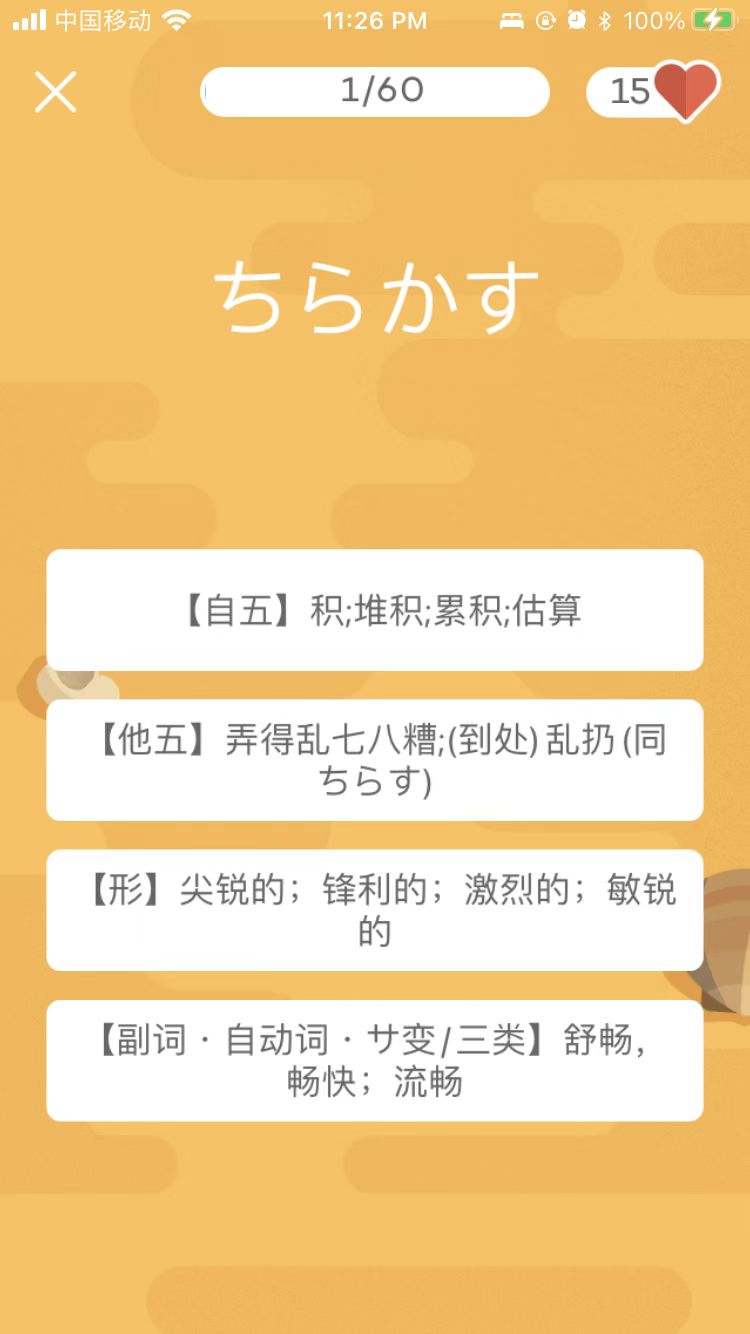 中国移动 11:26 PM 100%
1/60 15
ちらかす
【自五】积;堆积;累积;估算
【他五】弄得乱七八糟;(到处) 乱扔 (同
ちらす)
【形】尖锐的；锋利的；激烈的；敏锐
的
【副词・自动词・サ变/三类】舒畅，
畅快；流畅